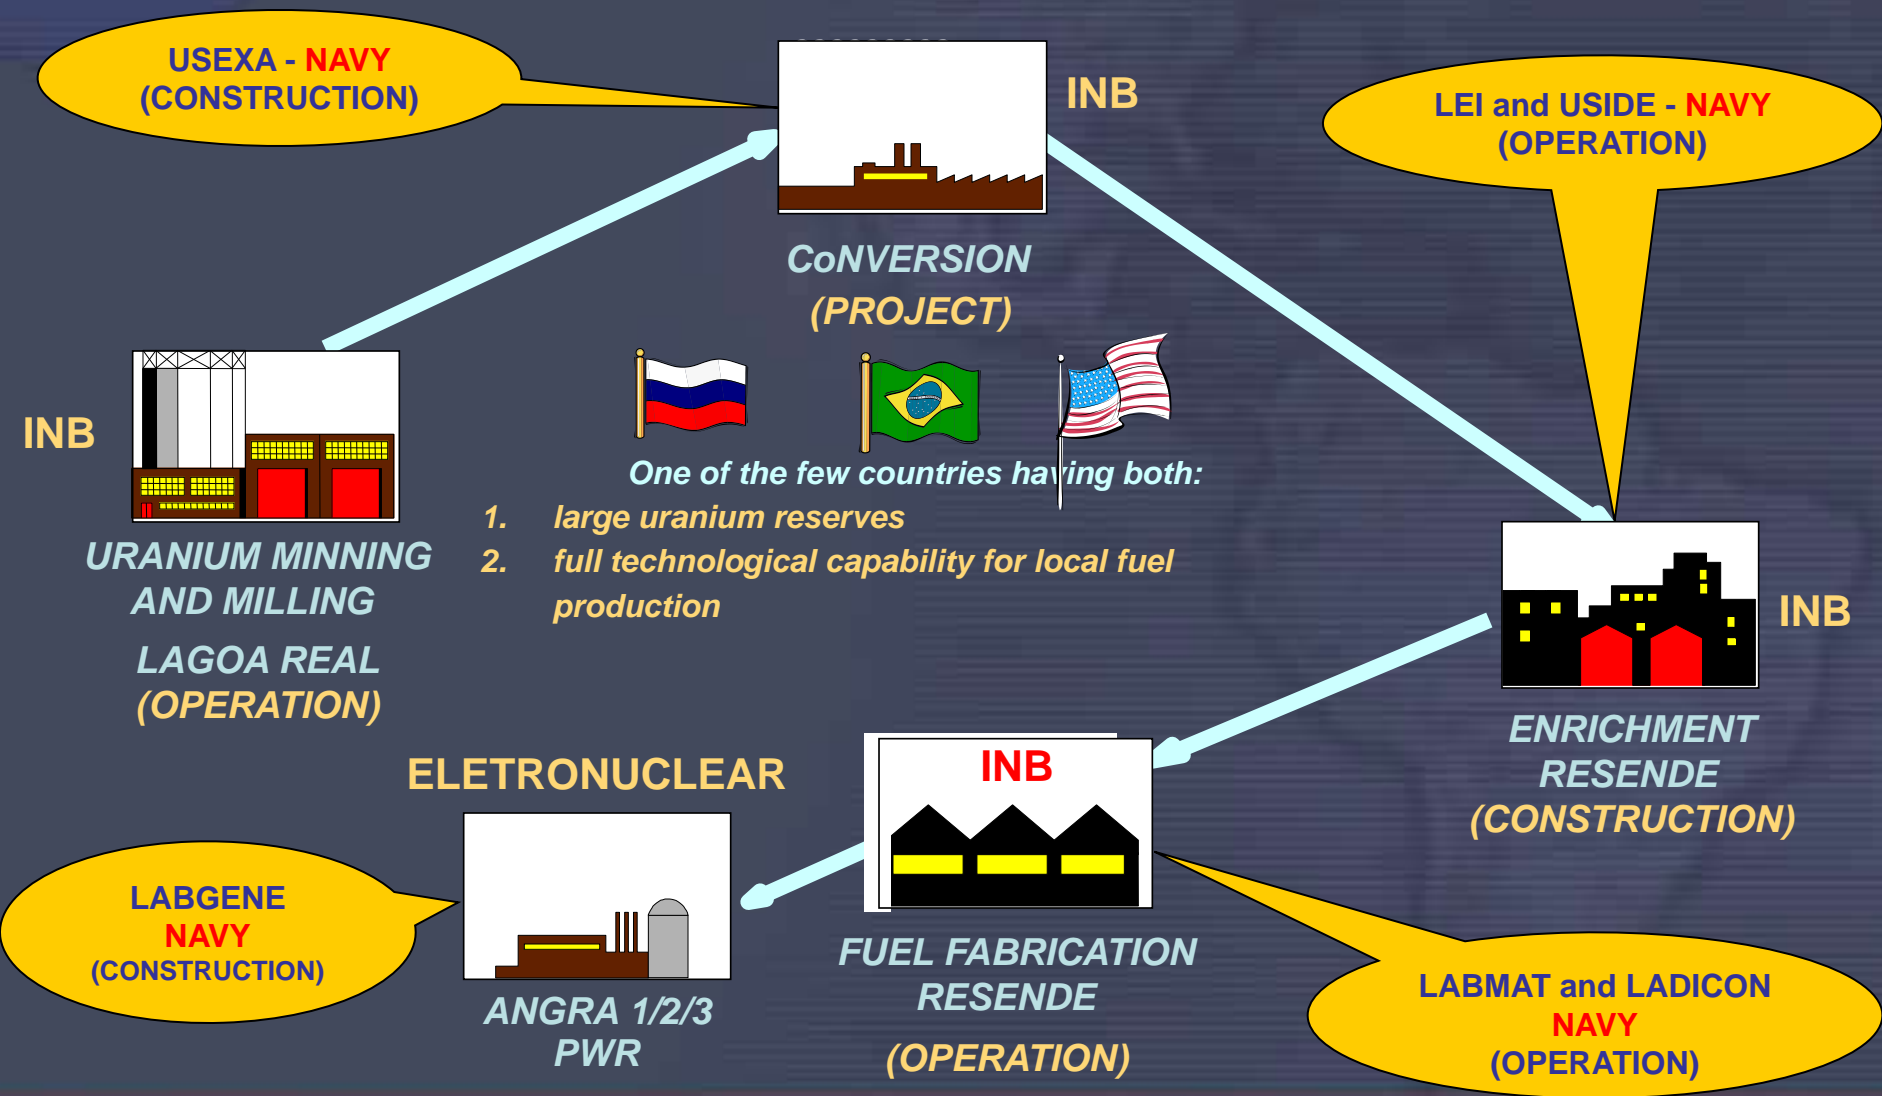 USEXA - NAVY
(CONSTRUCTION)
INB
LEI and USIDE - NAVY
(OPERATION)
CoNVERSION
(PROJECT)
INB
One of the few countries having both:
1. large uranium reserves
2. full technological capability for local fuel
production
URANIUM MINNING
AND MILLING
LAGOA REAL
(OPERATION)
INB
ENRICHMENT
RESENDE
(CONSTRUCTION)
INB
ELETRONUCLEAR
LABGENE
NAVY
(CONSTRUCTION)
FUEL FABRICATION
RESENDE
(OPERATION)
ANGRA 1/2/3
PWR
LABMAT and LADICON
NAVY
(OPERATION)